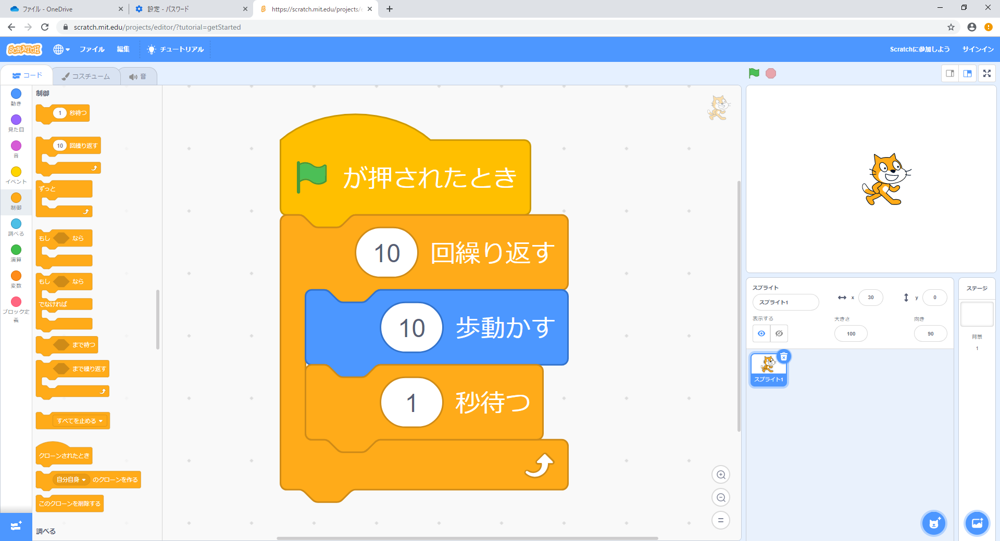 ファイル - OneDrive
設定 - パスワード
https://scratch.mit.edu/projects/e
scratch.mit.edu/projects/editor/?tutorial=getStarted
SCRATCH
ファイル
編集
チュートリアル
Scratchに参加しよう
サインイン
コード
コスチューム
音
動き
見た目
音
イベント
制御
調べる
演算
変数
ブロック定
義
制御
1 秒待つ
10 回繰り返す
ずっと
もし なら
もし なら
でなければ
まで待つ
まで繰り返す
すべてを止める
クローンされたとき
自分自身 のクローンを作る
このクローンを削除する
調べる
が押されたとき
10 回繰り返す
10 歩動かす
1 秒待つ
スプライト
スプライト1
x 30
y 0
表示する
大きさ
100
向き
90
スプライト1
ステージ
背景
1